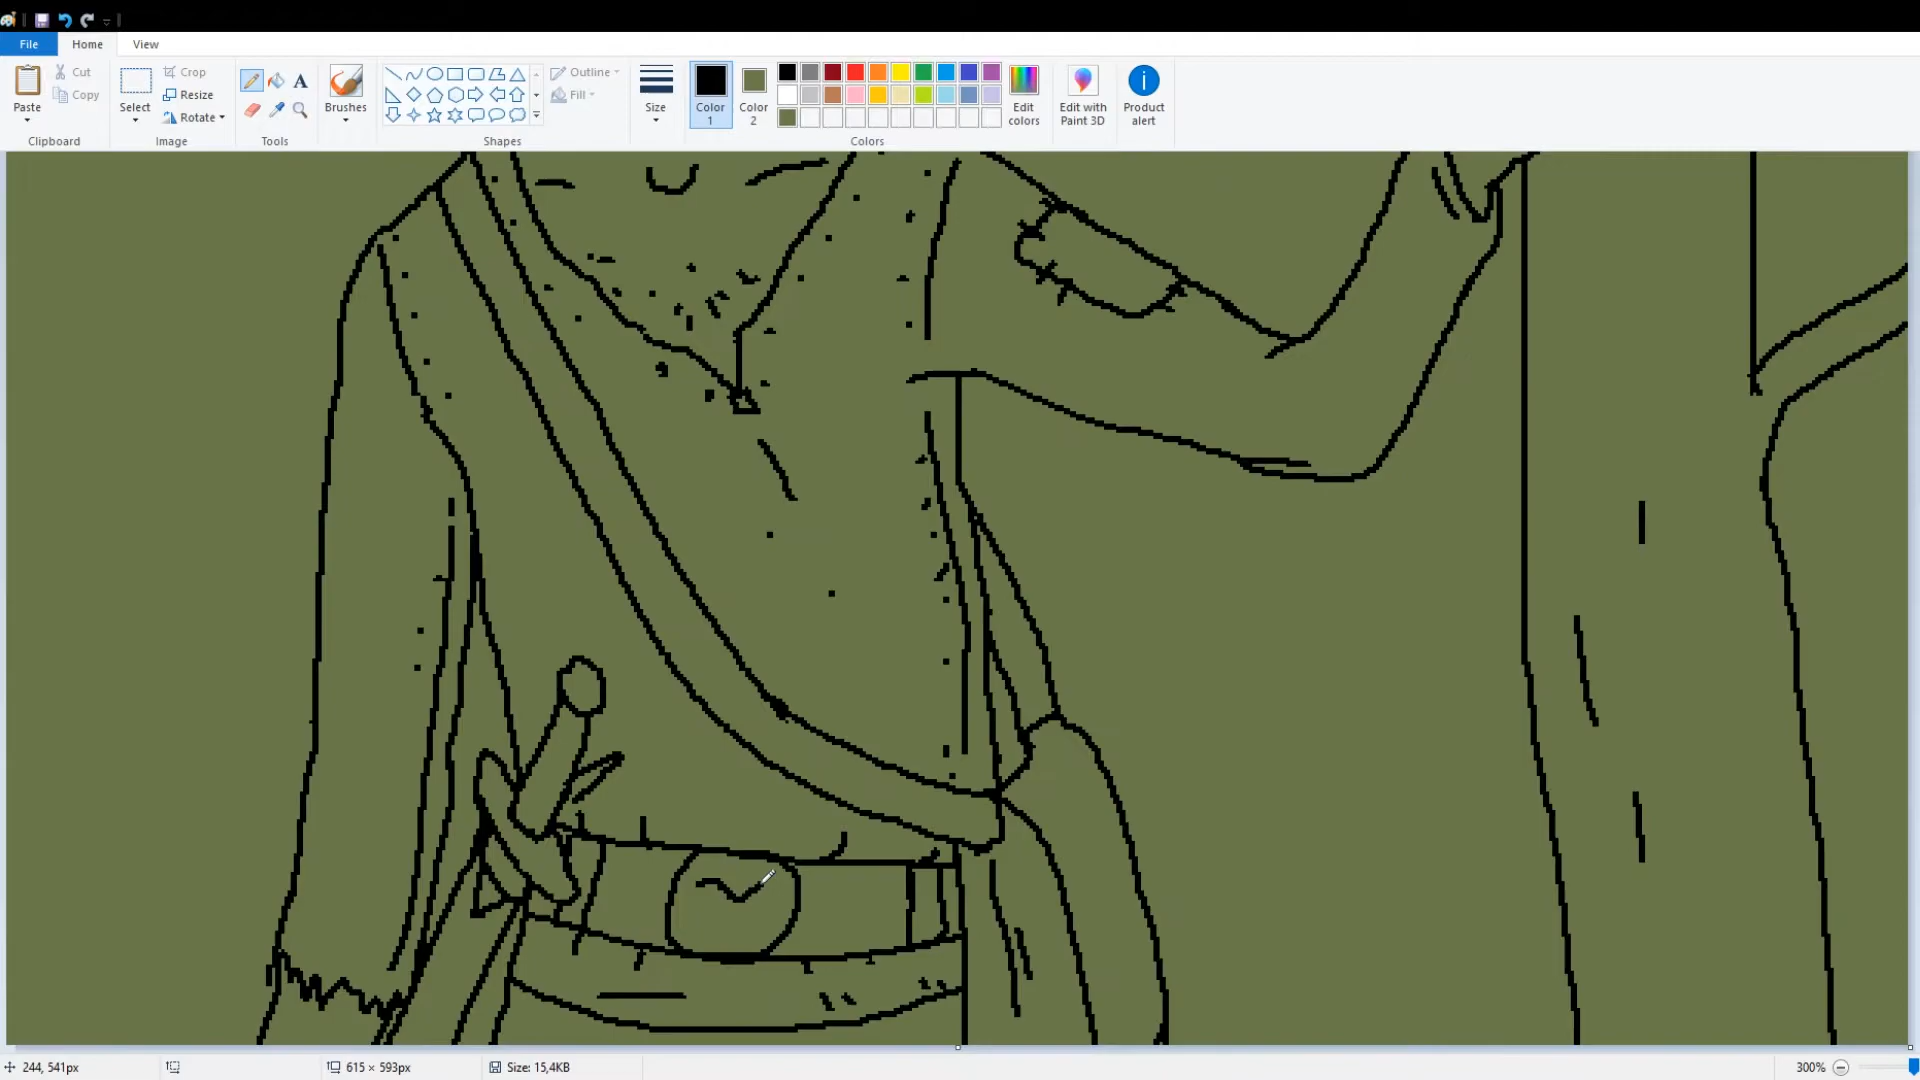 File Home View
Paste
Cut
Copy
Clipboard
Select
Crop
Resize
Rotate
Image
A
Tools
Brushes
Outline
Fill
Shapes
Size
Color
1
Color
2
Edit
colors
Colors
Edit with
Paint 3D
Product
alert
244, 541px
615 × 593px
Size: 15,4KB
300%